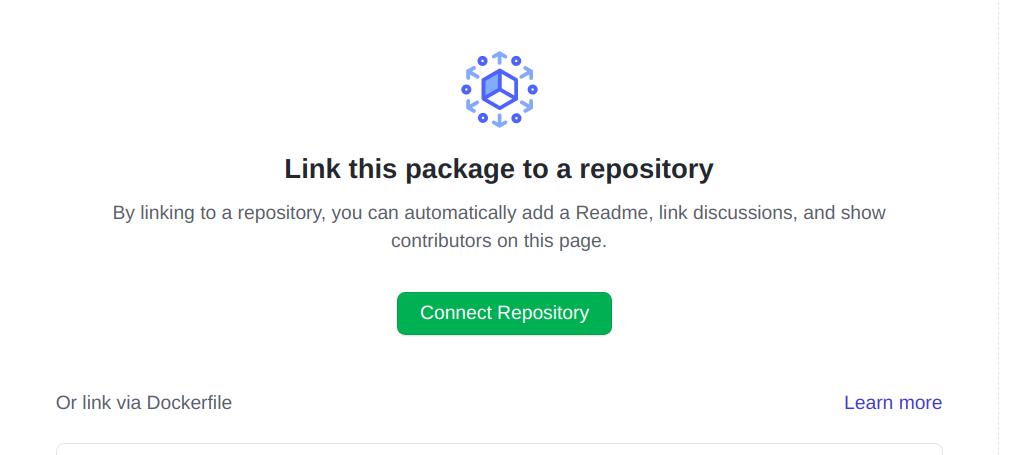 Link this package to a repository
By linking to a repository, you can automatically add a Readme, link discussions, and show
contributors on this page.
Connect Repository
Or link via Dockerfile
Learn more